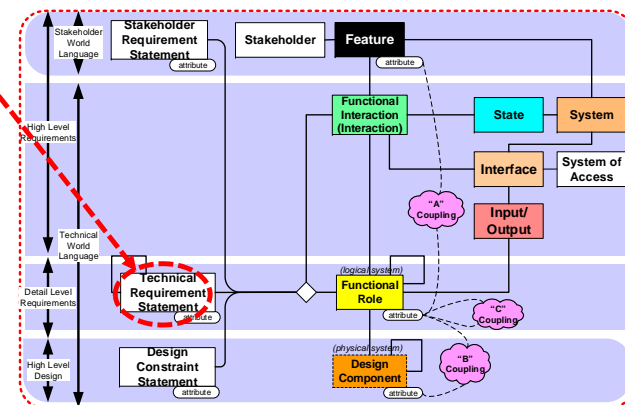 Stakeholder
World
Language
Stakeholder
Requirement
Statement
attribute
Stakeholder
Feature
attribute
High Level
Requirements
Functional
Interaction
(Interaction)
State
System
Interface
System of
Access
"A"
Coupling
Input/
Output
Technical
World
Language
Detail Level
Requirements
Technical
Requirement
Statement
attribute
(logical system)
Functional
Role
attribute
"C"
Coupling
High Level
Design
Design
Constraint
Statement
attribute
(physical system)
Design
Component
attribute
"B"
Coupling